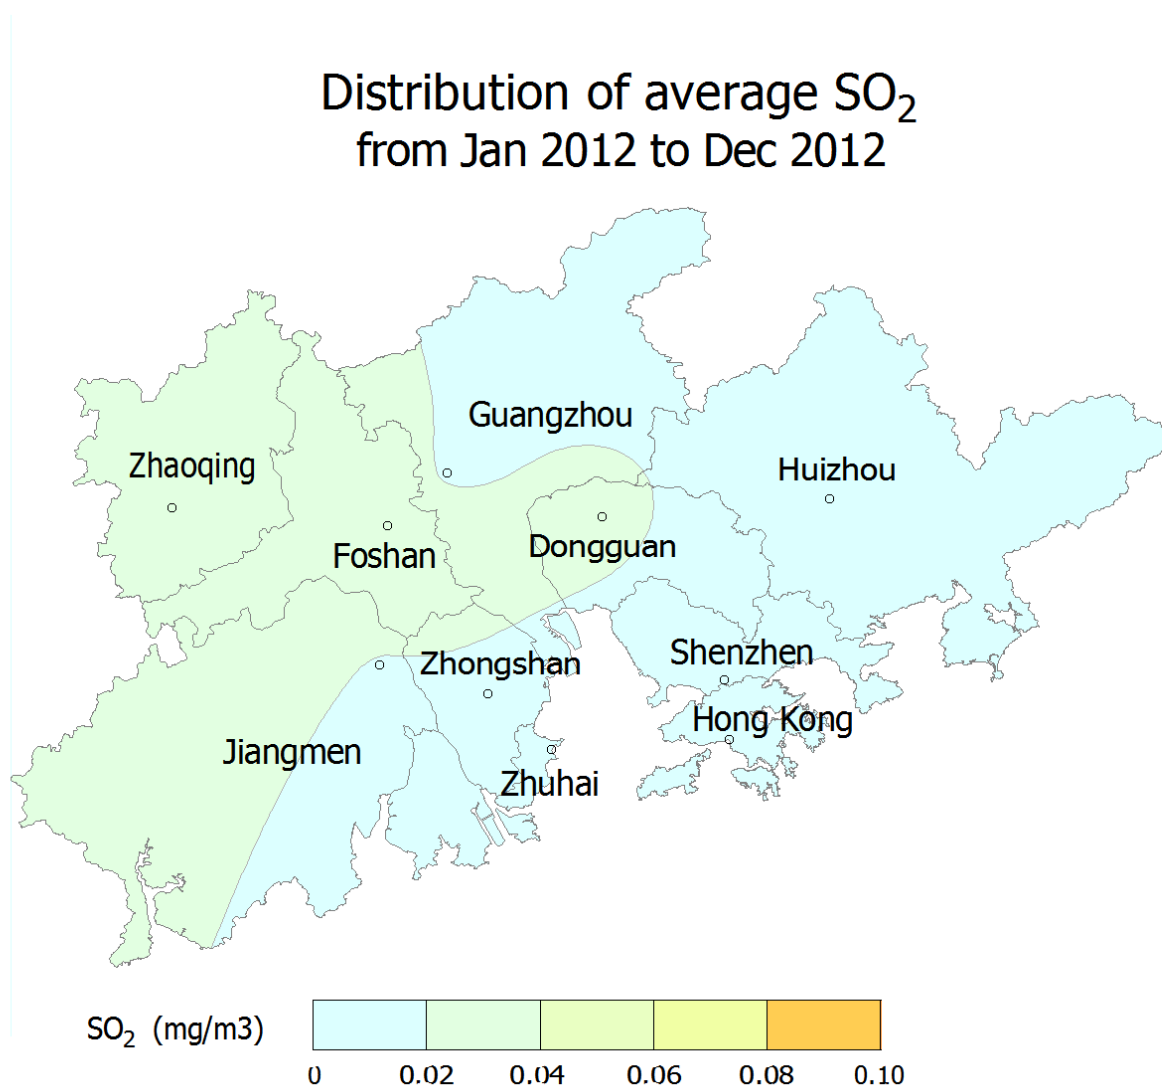 Distribution of average SO₂
from Jan 2012 to Dec 2012
Guangzhou
Zhaoqing
Huizhou
Foshan
Dongguan
Zhongshan
Shenzhen
Hong Kong
Jiangmen
Zhuhai
SO₂ (mg/m3)
0 0.02 0.04 0.06 0.08 0.10